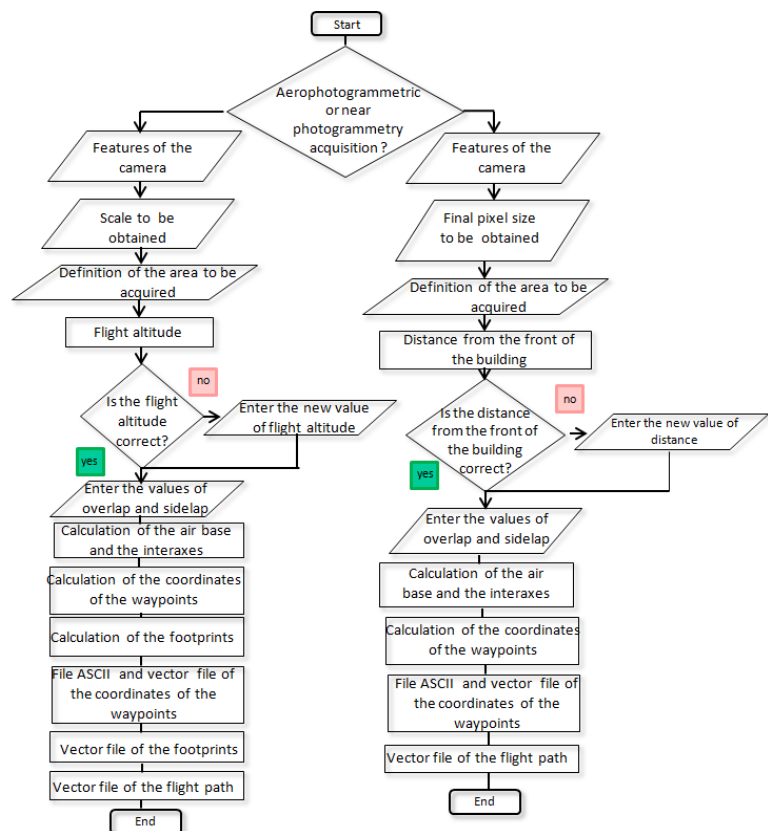 Start
Aerophotogrammetric
or near
photogrammetry
acquisition ?
Features of the
camera
Scale to be
obtained
Definition of the area to be
acquired
Flight altitude
Is the flight
altitude
correct?
no
Enter the new value
of flight altitude
yes
Enter the values of
overlap and sidelap
Calculation of the air base
and the interaxes
Calculation of the coordinates
of the waypoints
Calculation of the footprints
File ASCII and vector file of
the coordinates of the
waypoints
Vector file of the footprints
Vector file of the flight path
End
Features of the
camera
Final pixel size
to be obtained
Definition of the area to be
acquired
Distance from the front of
the building
Is the distance
from the front of
the building
correct?
no
Enter the new value of
distance
yes
Enter the values of
overlap and sidelap
Calculation of the air
base and the interaxes
Calculation of the coordinates
of the waypoints
File ASCII and vector file of
the coordinates of the
waypoints
Vector file of the flight path
End